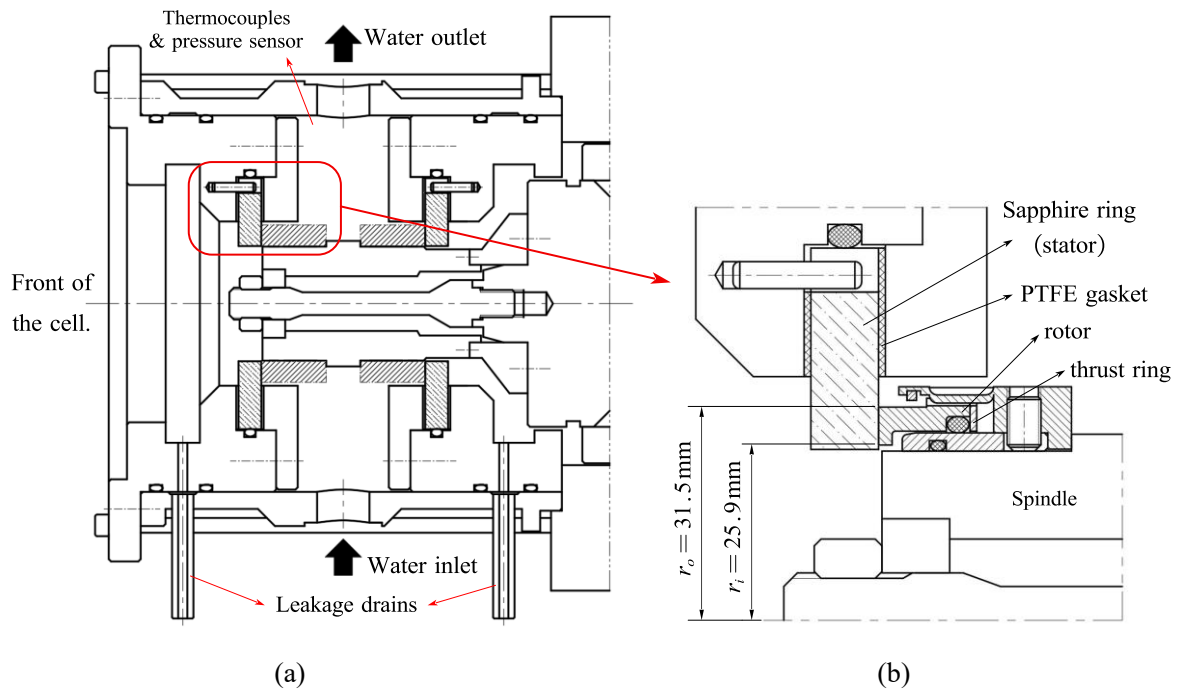 Thermocouples
& pressure sensor
Water outlet
Front of
the cell.
Water inlet
Leakage drains
(a)
Sapphire ring
(stator)
PTFE gasket
rotor
thrust ring
Spindle
r_o = 31.5mm
r_i = 25.9mm
(b)